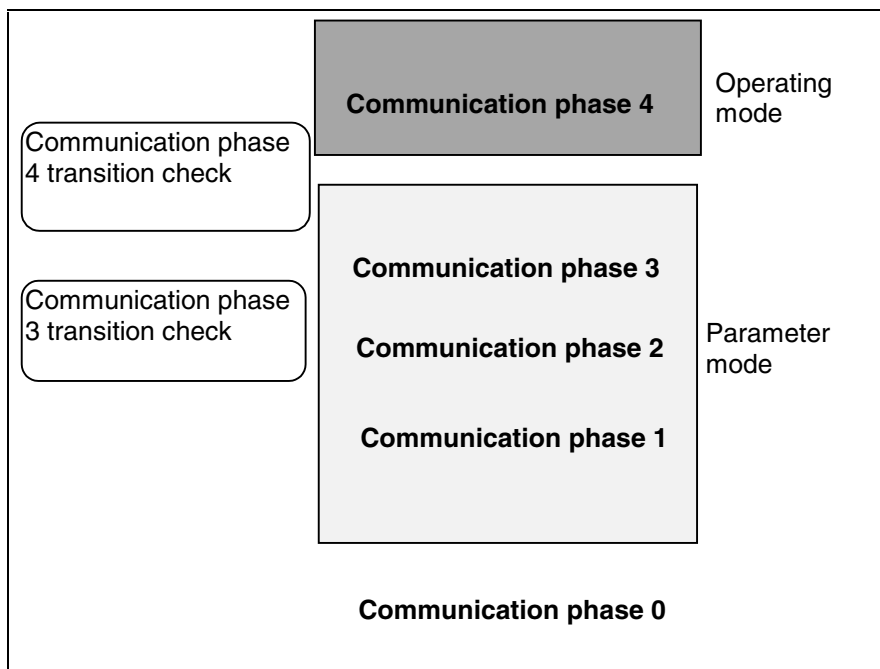 Communication phase 4
Operating
mode
Communication phase
4 transition check
Communication phase 3
Communication phase
3 transition check
Communication phase 2
Parameter
mode
Communication phase 1
Communication phase 0